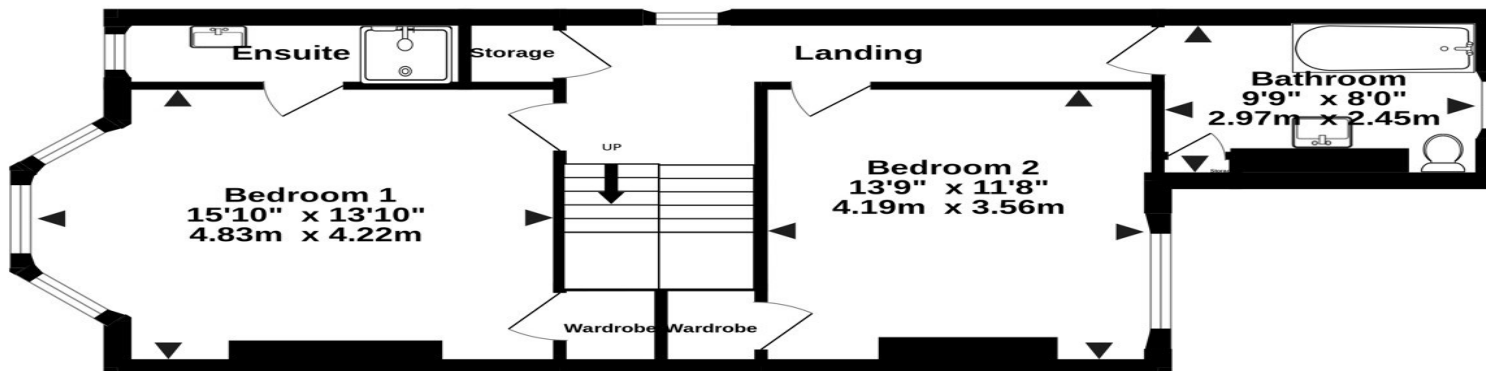 Ensuite
Storage
Landing
Bathroom
9'9" x 8'0"
2.97m x 2.45m
UP
Bedroom 1
15'10" x 13'10"
4.83m x 4.22m
Bedroom 2
13'9" x 11'8"
4.19m x 3.56m
Storage
Wardrobe
Wardrobe